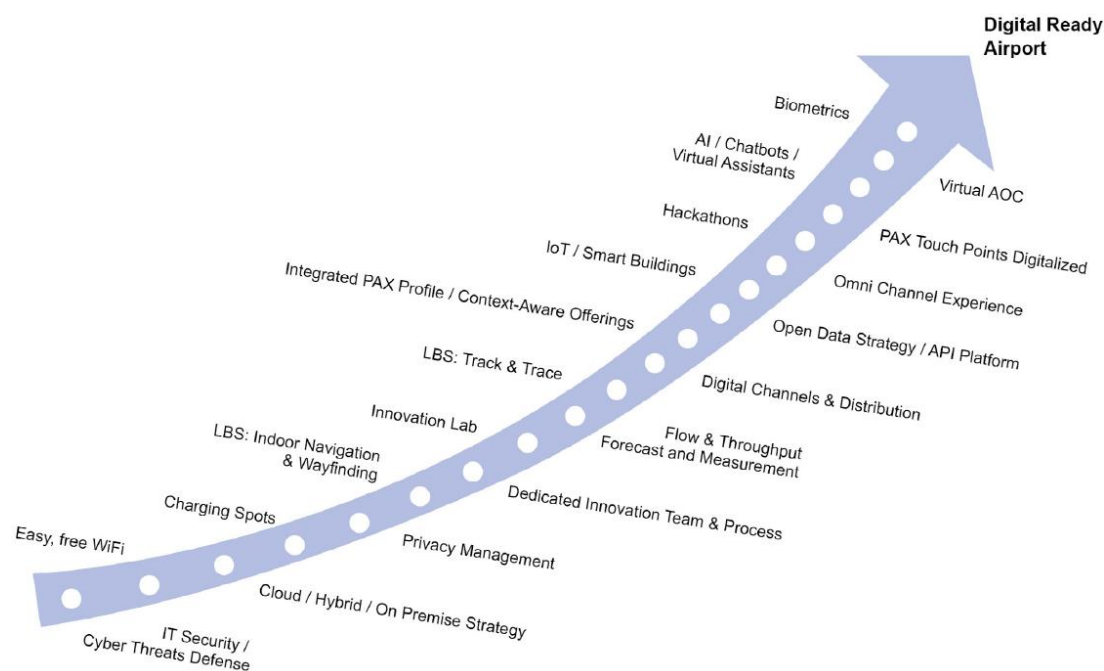 Digital Ready
Airport
Biometrics
AI / Chatbots /
Virtual Assistants
Virtual AOC
Hackathons
PAX Touch Points Digitalized
IoT / Smart Buildings
Omni Channel Experience
Integrated PAX Profile / Context-Aware Offerings
Open Data Strategy / API Platform
LBS: Track & Trace
Digital Channels & Distribution
Innovation Lab
Flow & Throughput
Forecast and Measurement
LBS: Indoor Navigation
& Wayfinding
Dedicated Innovation Team & Process
Charging Spots
Privacy Management
Easy, free WiFi
Cloud / Hybrid / On Premise Strategy
IT Security /
Cyber Threats Defense